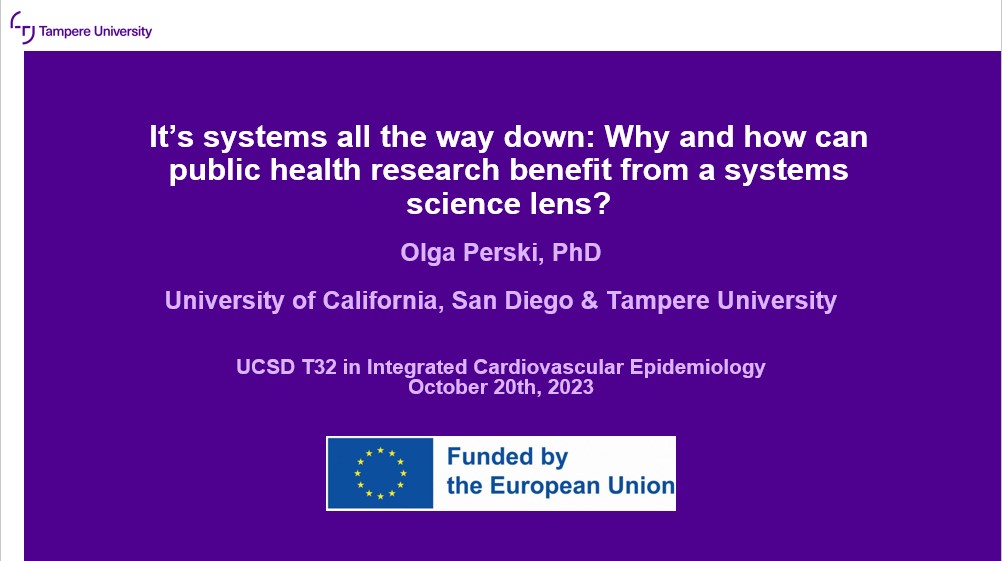 Tampere University
It’s systems all the way down: Why and how can
public health research benefit from a systems
science lens?
Olga Perski, PhD
University of California, San Diego & Tampere University
UCSD T32 in Integrated Cardiovascular Epidemiology
October 20th, 2023
Funded by
the European Union